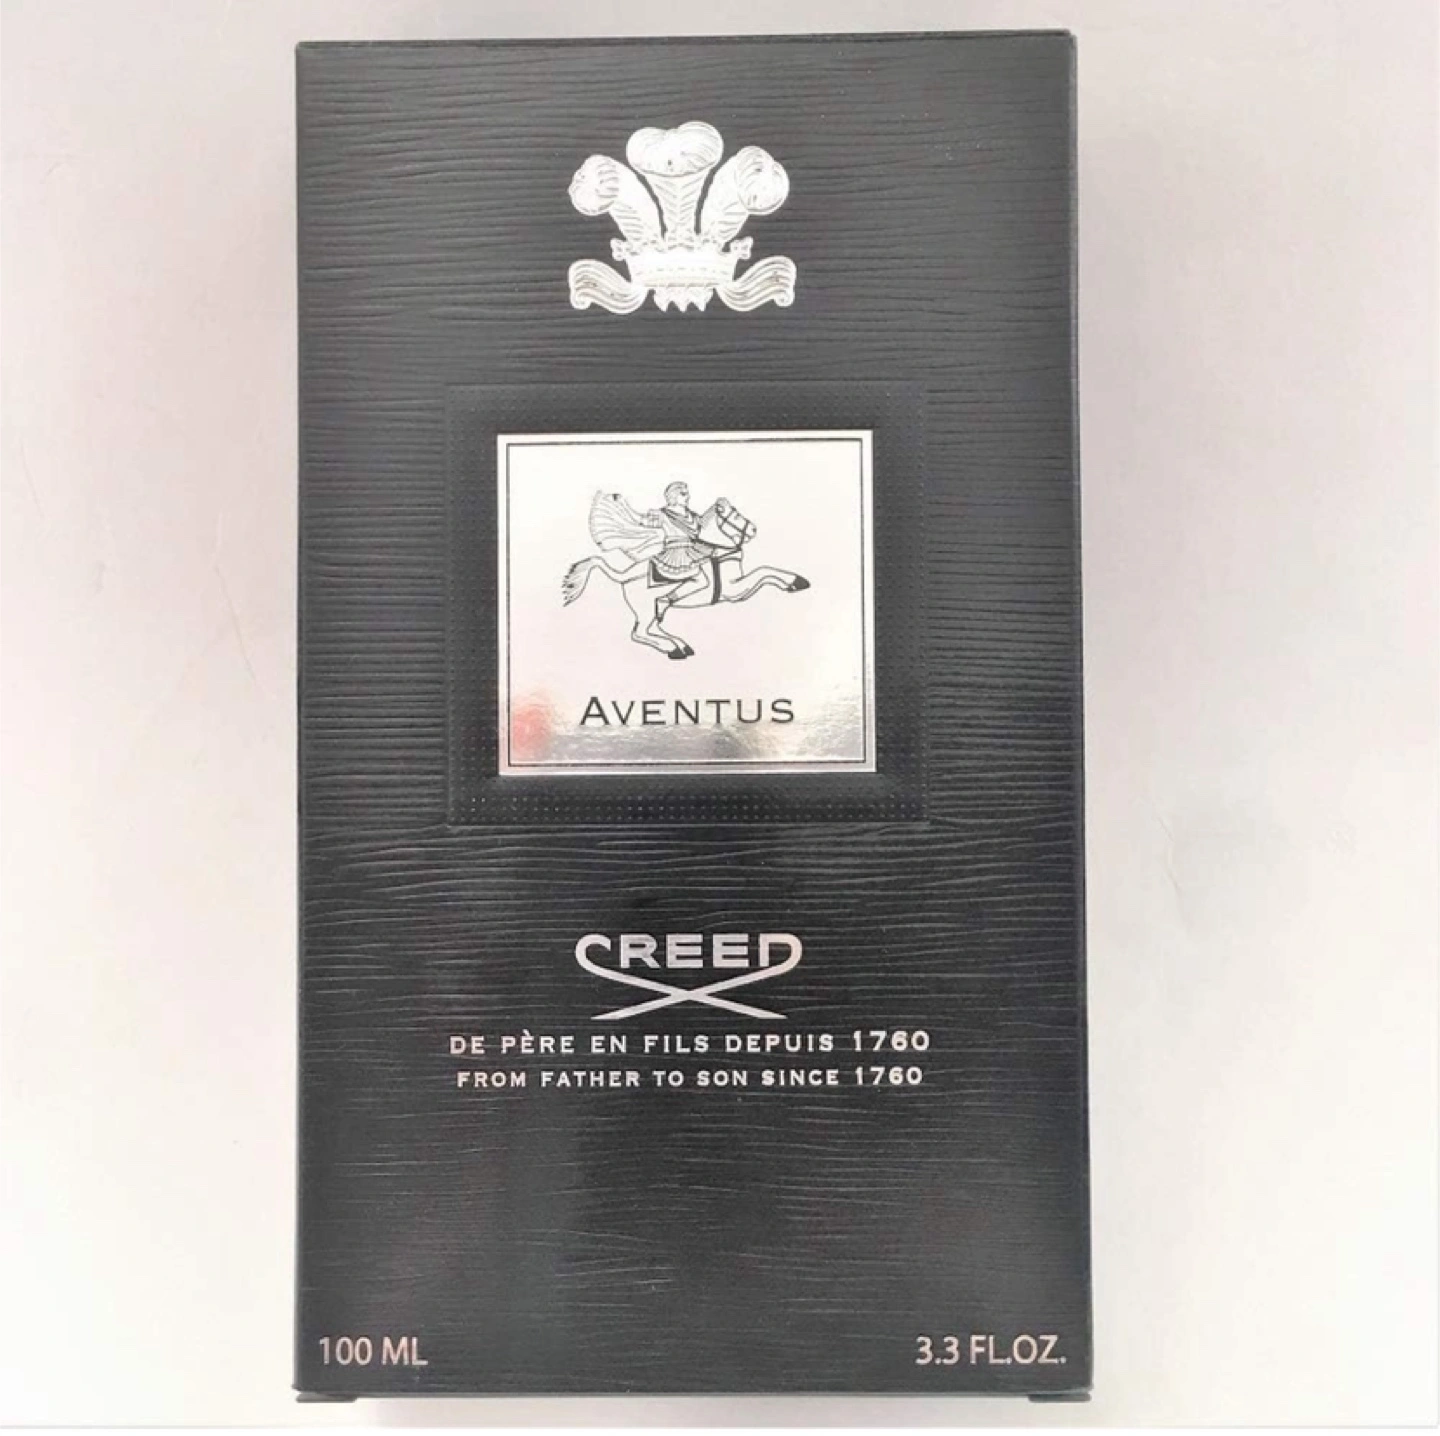 AVENTUS
CREED
DE PÈRE EN FILS DEPUIS 1760
FROM FATHER TO SON SINCE 1760
100 ML
3.3 FL.OZ.